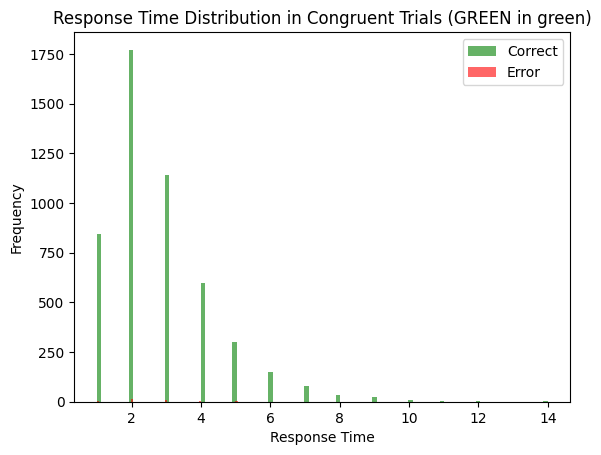 Response Time Distribution in Congruent Trials (GREEN in green)
Correct
Error
1750
1500
1250
1000
750
500
250
0
Frequency
2 4 6 8 10 12 14
Response Time